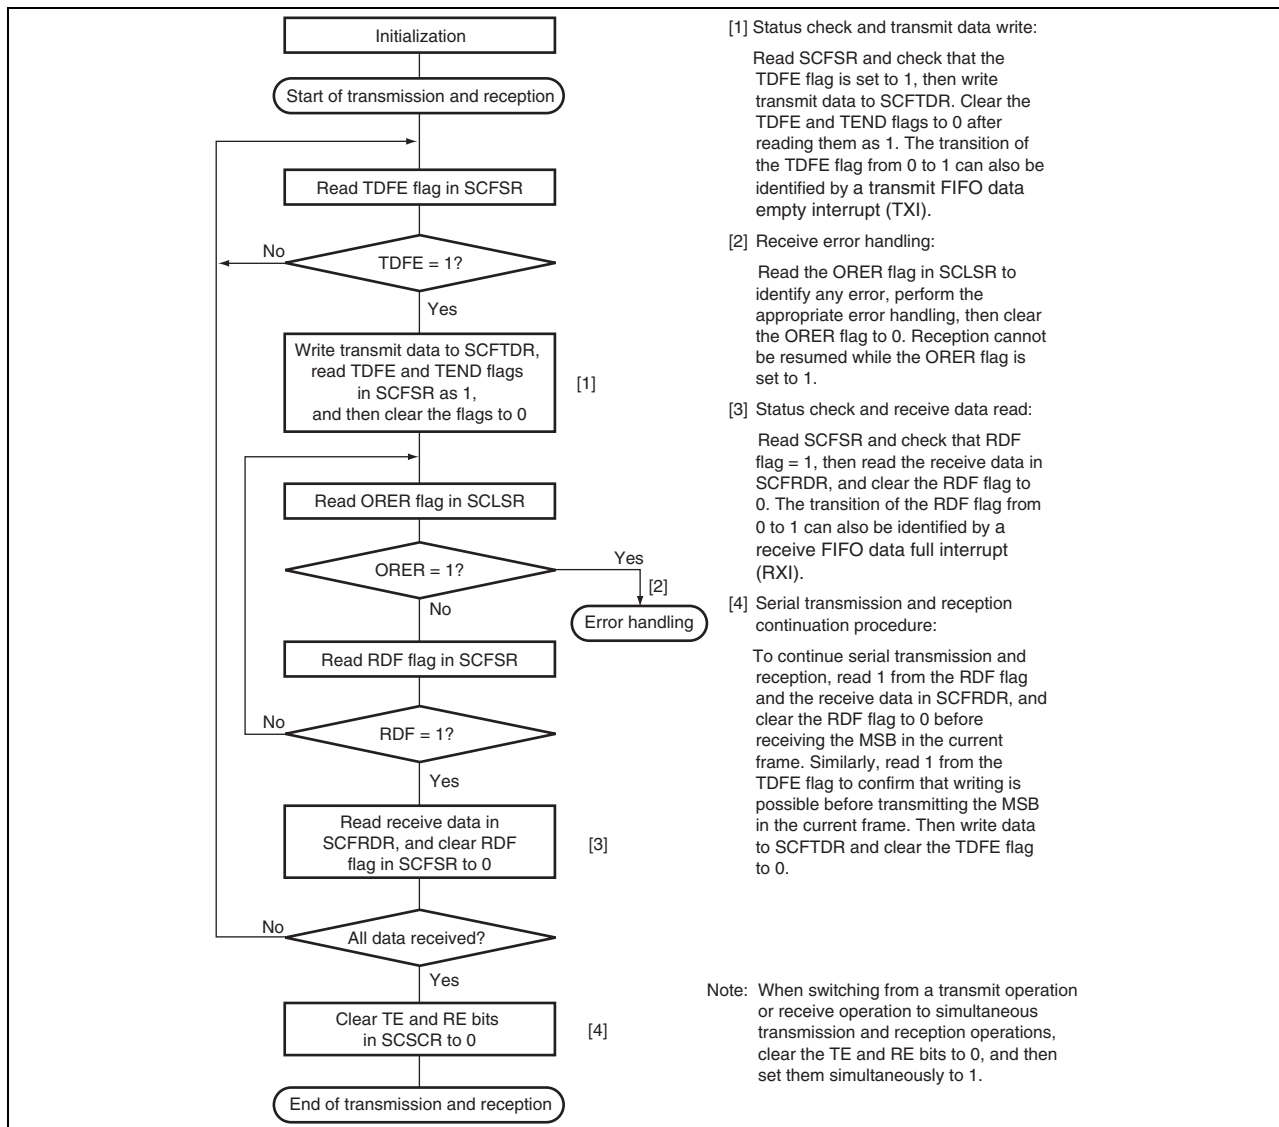 Initialization
Start of transmission and reception
Read TDFE flag in SCFSR
No
TDFE = 1?
Yes
Write transmit data to SCFTDR,
read TDFE and TEND flags
in SCFSR as 1,
and then clear the flags to 0
[1]
Read ORER flag in SCLSR
ORER = 1?
Yes
[2]
No
Error handling
Read RDF flag in SCFSR
No
RDF = 1?
Yes
Read receive data in
SCFRDR, and clear RDF
flag in SCFSR to 0
[3]
No
All data received?
Yes
Clear TE and RE bits
in SCSCR to 0
[4]
End of transmission and reception
[1] Status check and transmit data write:
Read SCFSR and check that the
TDFE flag is set to 1, then write
transmit data to SCFTDR. Clear the
TDFE and TEND flags to 0 after
reading them as 1. The transition of
the TDFE flag from 0 to 1 can also be
identified by a transmit FIFO data
empty interrupt (TXI).
[2] Receive error handling:
Read the ORER flag in SCLSR to
identify any error, perform the
appropriate error handling, then clear
the ORER flag to 0. Reception cannot
be resumed while the ORER flag is
set to 1.
[3] Status check and receive data read:
Read SCFSR and check that RDF
flag = 1, then read the receive data in
SCFRDR, and clear the RDF flag to
0. The transition of the RDF flag from
0 to 1 can also be identified by a
receive FIFO data full interrupt
(RXI).
[4] Serial transmission and reception
continuation procedure:
To continue serial transmission and
reception, read 1 from the RDF flag
and the receive data in SCFRDR, and
clear the RDF flag to 0 before
receiving the MSB in the current
frame. Similarly, read 1 from the
TDFE flag to confirm that writing is
possible before transmitting the MSB
in the current frame. Then write data
to SCFTDR and clear the TDFE flag
to 0.
Note: When switching from a transmit operation
or receive operation to simultaneous
transmission and reception operations,
clear the TE and RE bits to 0, and then
set them simultaneously to 1.